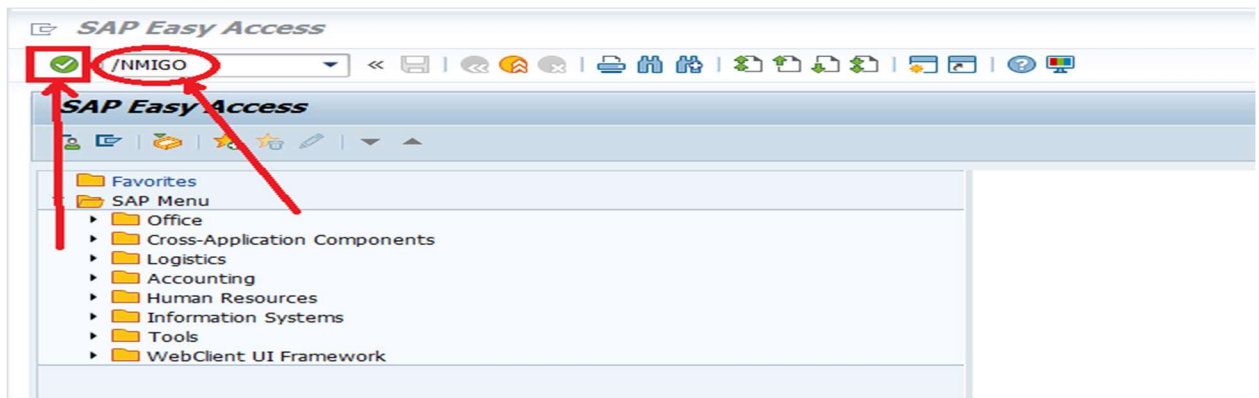 SAP Easy Access
/NMIGO
SAP Easy Access
Favorites
SAP Menu
Office
Cross-Application Components
Logistics
Accounting
Human Resources
Information Systems
Tools
WebClient UI Framework